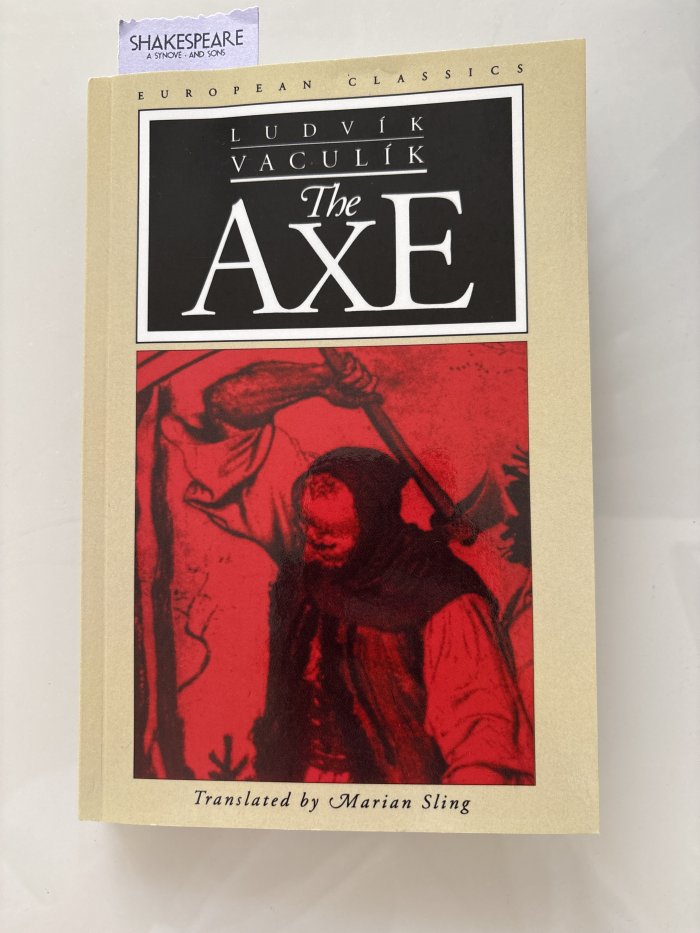 SHAKESPEARE
A SYNOVÉ · AND SONS
EUROPEAN CLASSICS
LUDVÍK
VACULÍK
The
AXE
Translated by Marian Sling